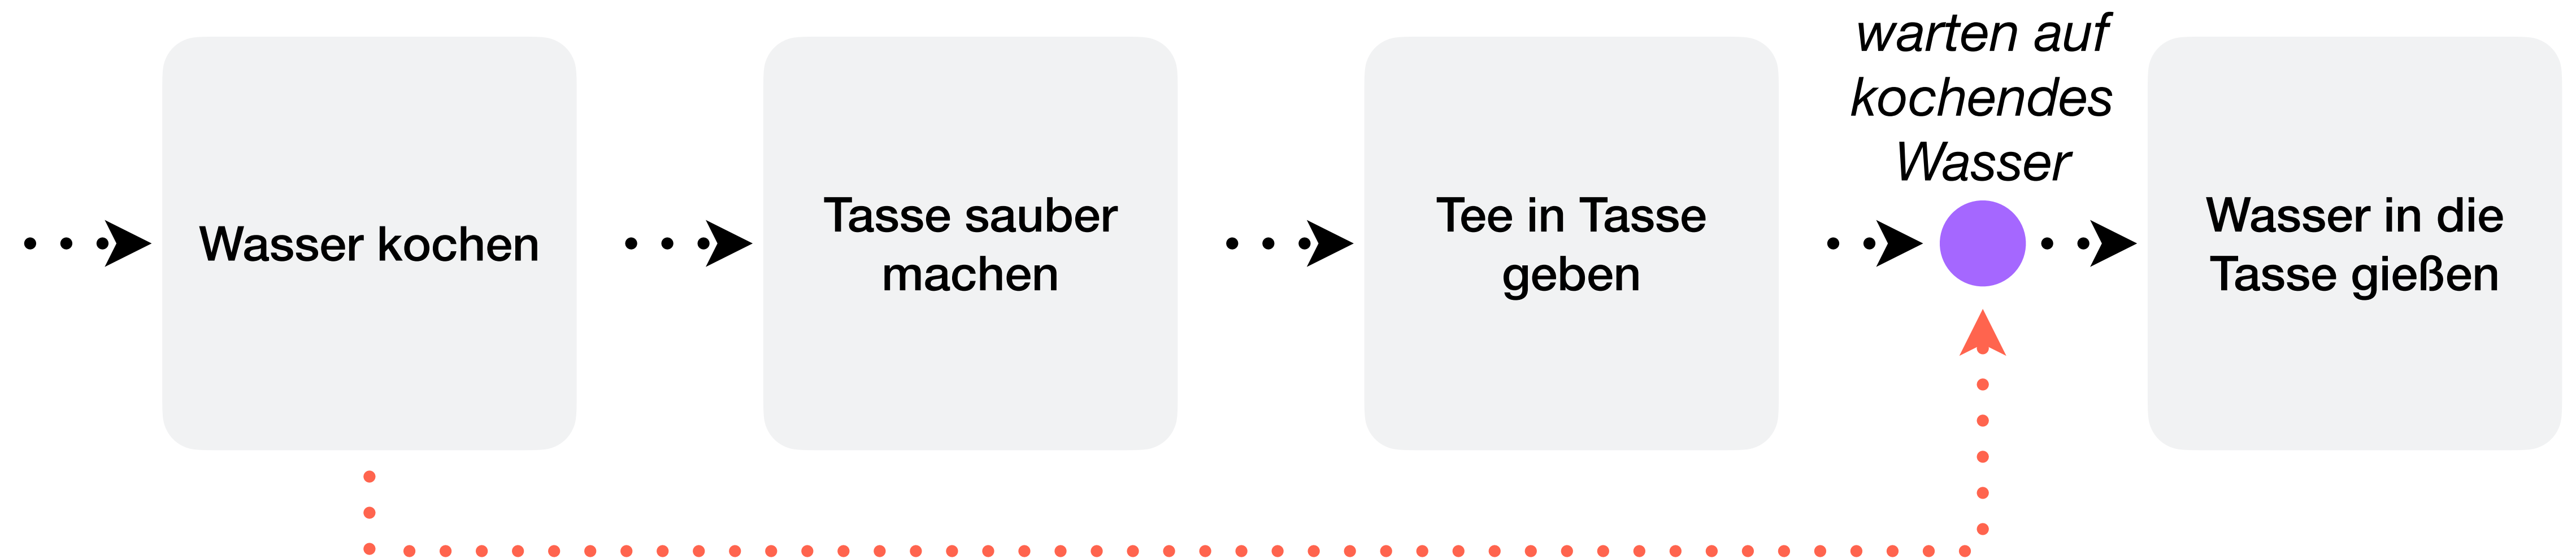 Wasser kochen
Tasse sauber
machen
Tee in Tasse
geben
warten auf
kochendes
Wasser
Wasser in die
Tasse gießen